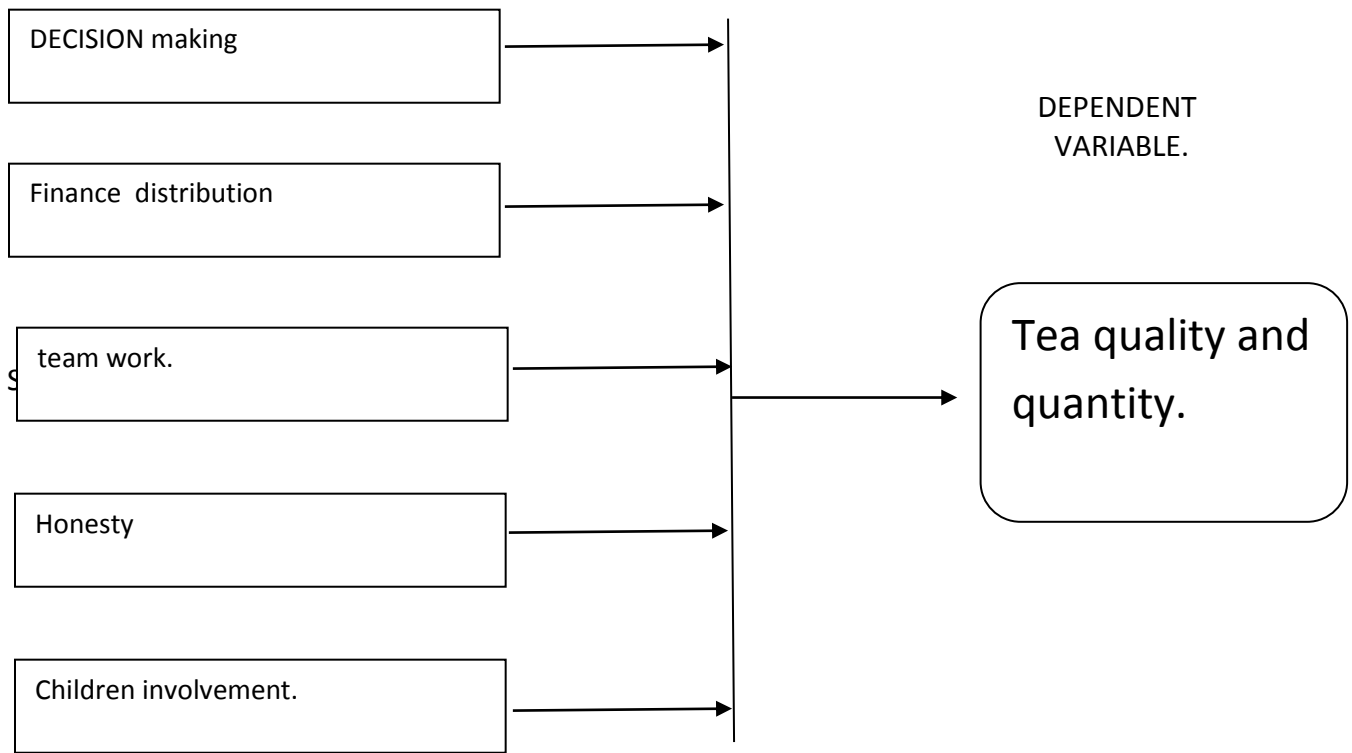 DECISION making
DEPENDENT
VARIABLE.
Finance distribution
Tea quality and
quantity.
team work.
S
Honesty
Children involvement.